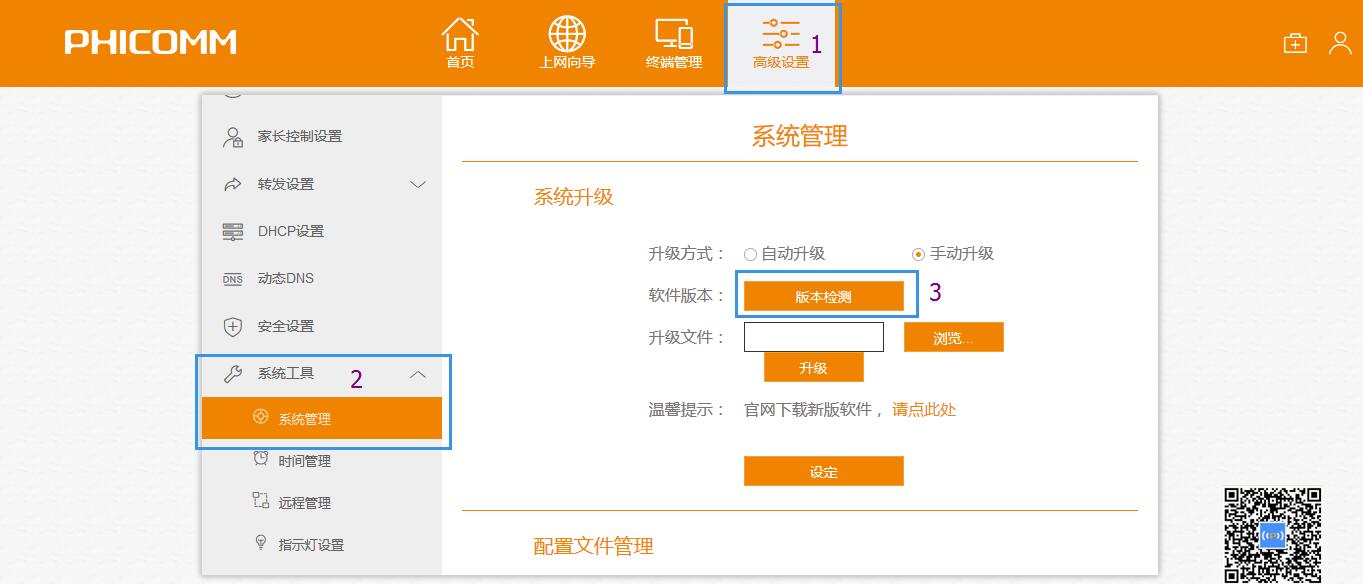 PHICOMM
首页
上网向导
终端管理
高级设置
1
家长控制设置
转发设置
DHCP设置
DNS
动态DNS
安全设置
系统工具
2
系统管理
时间管理
远程管理
指示灯设置
系统管理
系统升级
升级方式：
自动升级
手动升级
软件版本：
版本检测
3
升级文件：
浏览...
升级
温馨提示：
官网下载新版软件，请点此处
设定
配置文件管理